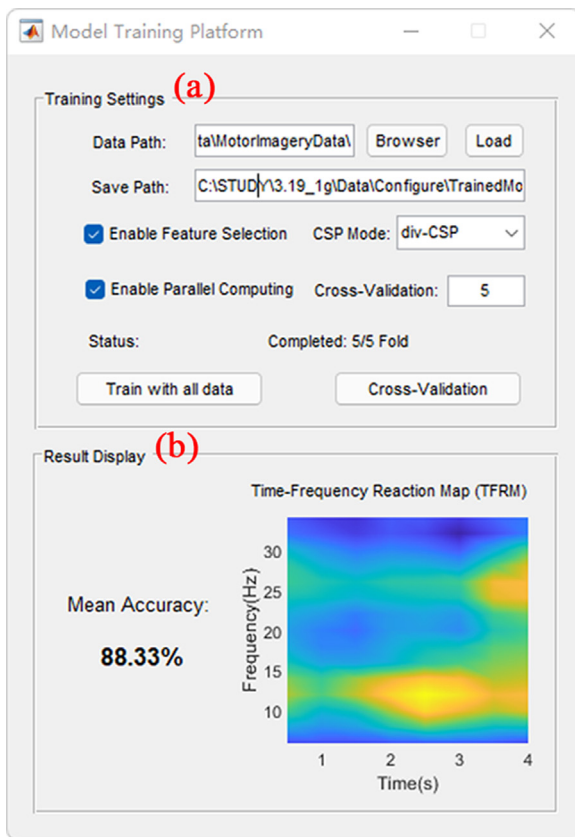 Model Training Platform
(a)
Training Settings
Data Path: ta\MotorImageryData\ Browser Load
Save Path: C:\STUDY\3.19_1g\Data\Configure\TrainedMo
Enable Feature Selection CSP Mode: div-CSP
Enable Parallel Computing Cross-Validation: 5
Status: Completed: 5/5 Fold
Train with all data Cross-Validation
(b)
Result Display
Time-Frequency Reaction Map (TFRM)
Mean Accuracy:
88.33%
Frequency(Hz)
30
25
20
15
10
1 2 3 4
Time(s)